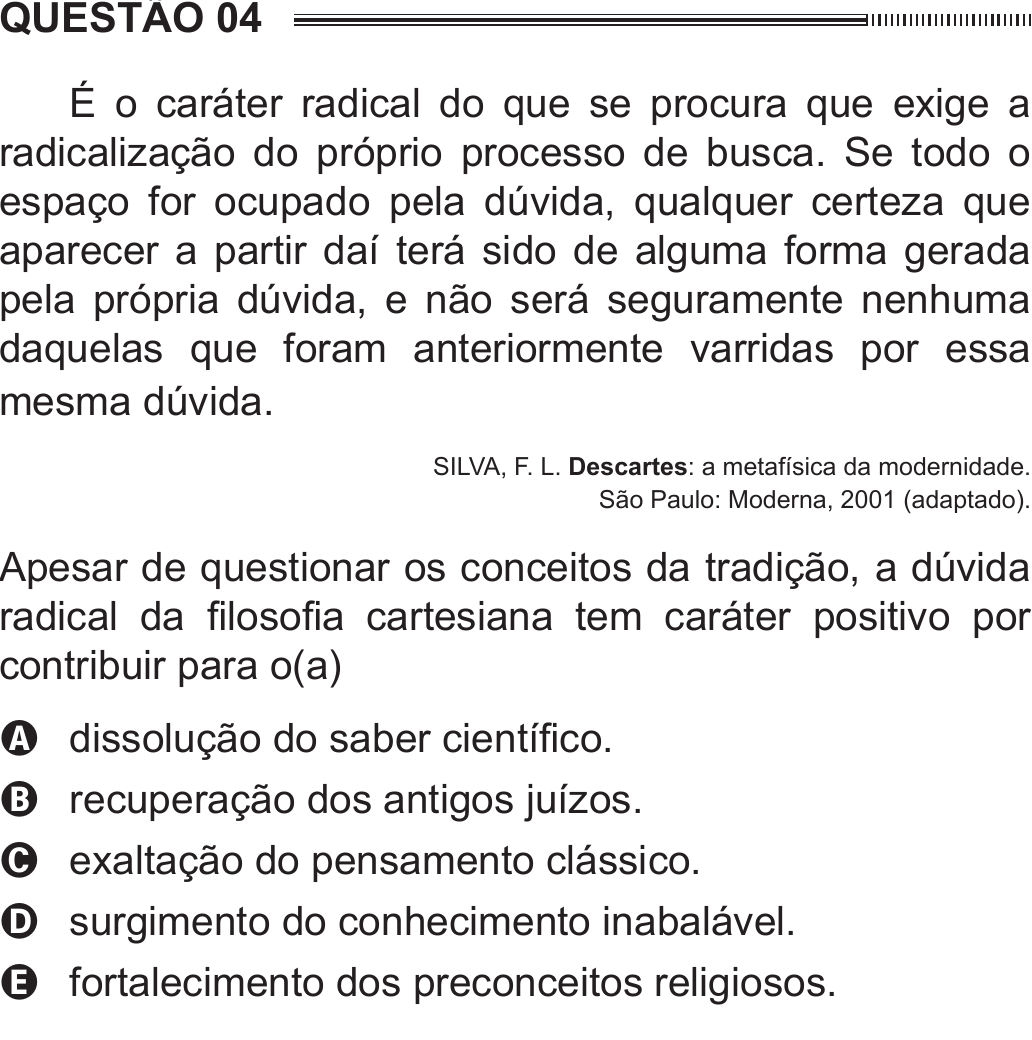 QUESTÃO 04
É o caráter radical do que se procura que exige a
radicalização do próprio processo de busca. Se todo o
espaço for ocupado pela dúvida, qualquer certeza que
aparecer a partir daí terá sido de alguma forma gerada
pela própria dúvida, e não será seguramente nenhuma
daquelas que foram anteriormente varridas por essa
mesma dúvida.
SILVA, F. L. Descartes: a metafísica da modernidade.
São Paulo: Moderna, 2001 (adaptado).
Apesar de questionar os conceitos da tradição, a dúvida
radical da filosofia cartesiana tem caráter positivo por
contribuir para o(a)
A dissolução do saber científico.
B recuperação dos antigos juízos.
C exaltação do pensamento clássico.
D surgimento do conhecimento inabalável.
E fortalecimento dos preconceitos religiosos.